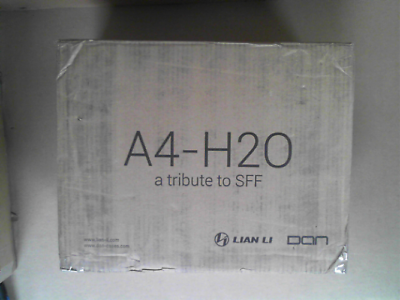 A4-H2O
a tribute to SFF
LIAN LI DAN